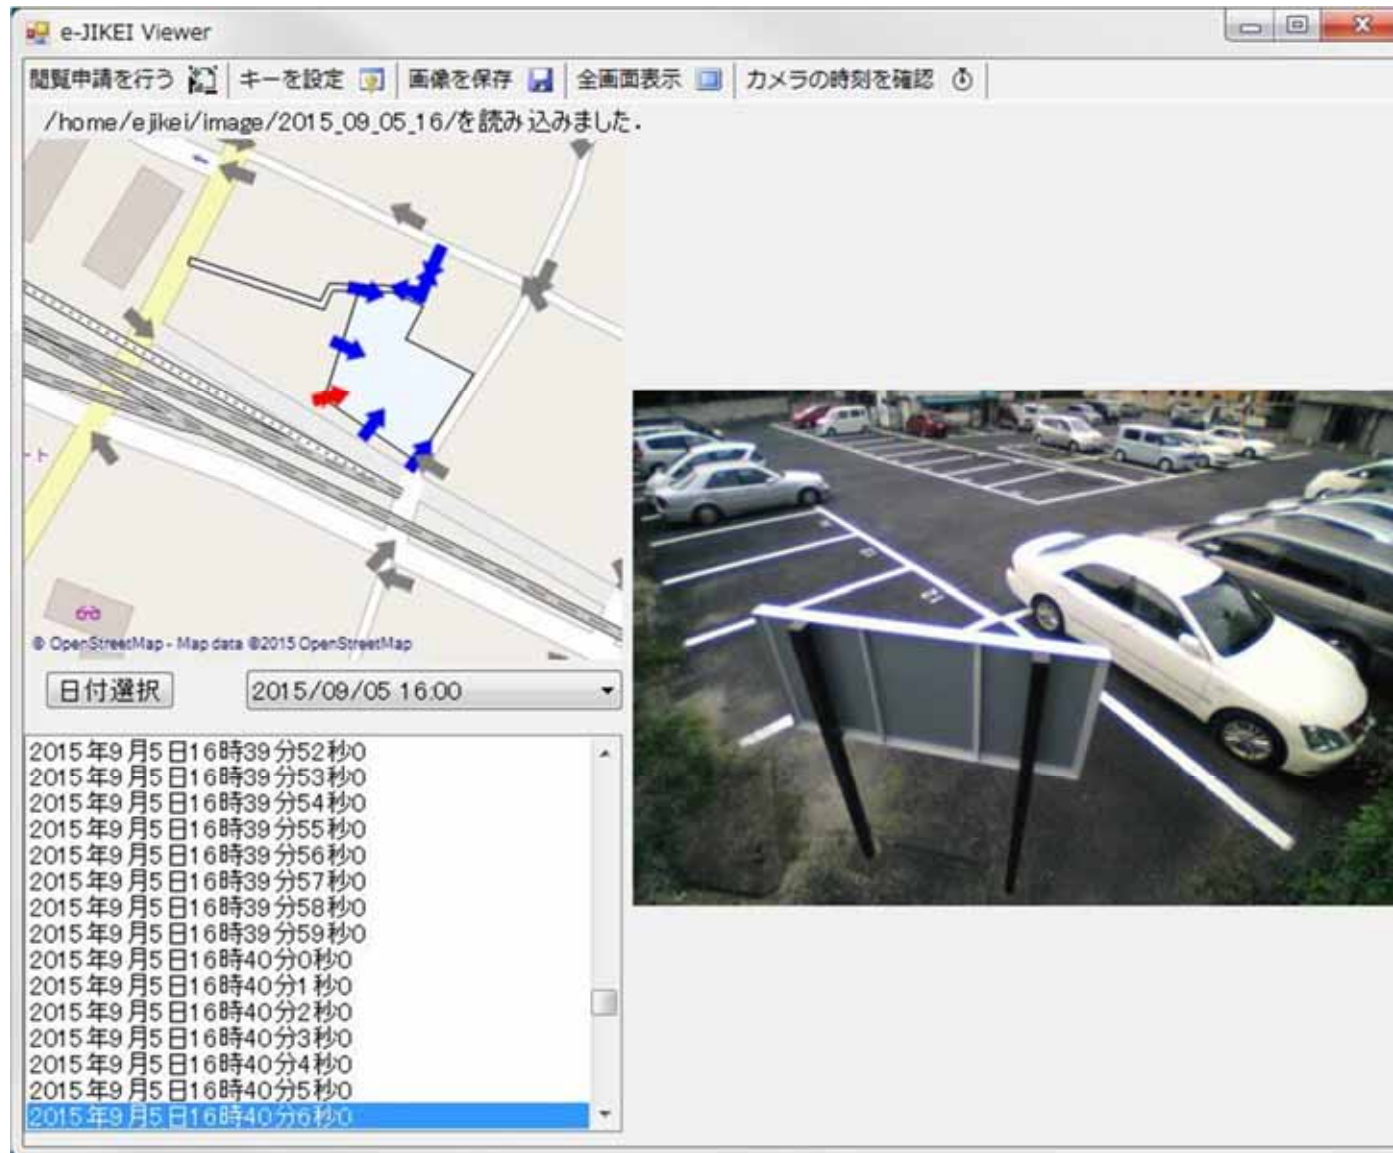 e-JIKEI Viewer
閲覧申請を行う キーを設定 画像を保存 全画面表示 カメラの時刻を確認
/home/ejikei/image/2015_09_05_16/を読み込みました.
ト
© OpenStreetMap - Map data ©2015 OpenStreetMap
日付選択 2015/09/05 16:00
2015年9月5日16時39分52秒0
2015年9月5日16時39分53秒0
2015年9月5日16時39分54秒0
2015年9月5日16時39分55秒0
2015年9月5日16時39分56秒0
2015年9月5日16時39分57秒0
2015年9月5日16時39分58秒0
2015年9月5日16時39分59秒0
2015年9月5日16時40分0秒0
2015年9月5日16時40分1秒0
2015年9月5日16時40分2秒0
2015年9月5日16時40分3秒0
2015年9月5日16時40分4秒0
2015年9月5日16時40分5秒0
2015年9月5日16時40分6秒0